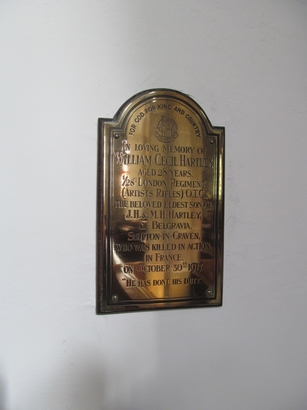 FOR GOD, FOR KING AND COUNTRY
IN LOVING MEMORY OF
WILLIAM CECIL HARTLEY
AGED 28 YEARS.
1/28TH LONDON REGIMENT
(ARTISTS RIFLES) O.T.C.
THE BELOVED ELDEST SON OF
J.H. & M.H. HARTLEY,
BELGRAVIA,
SKIPTON-IN-CRAVEN,
WHO WAS KILLED IN ACTION
IN FRANCE,
ON OCTOBER 30TH 1917.
"HE HAS DONE HIS DUTY."